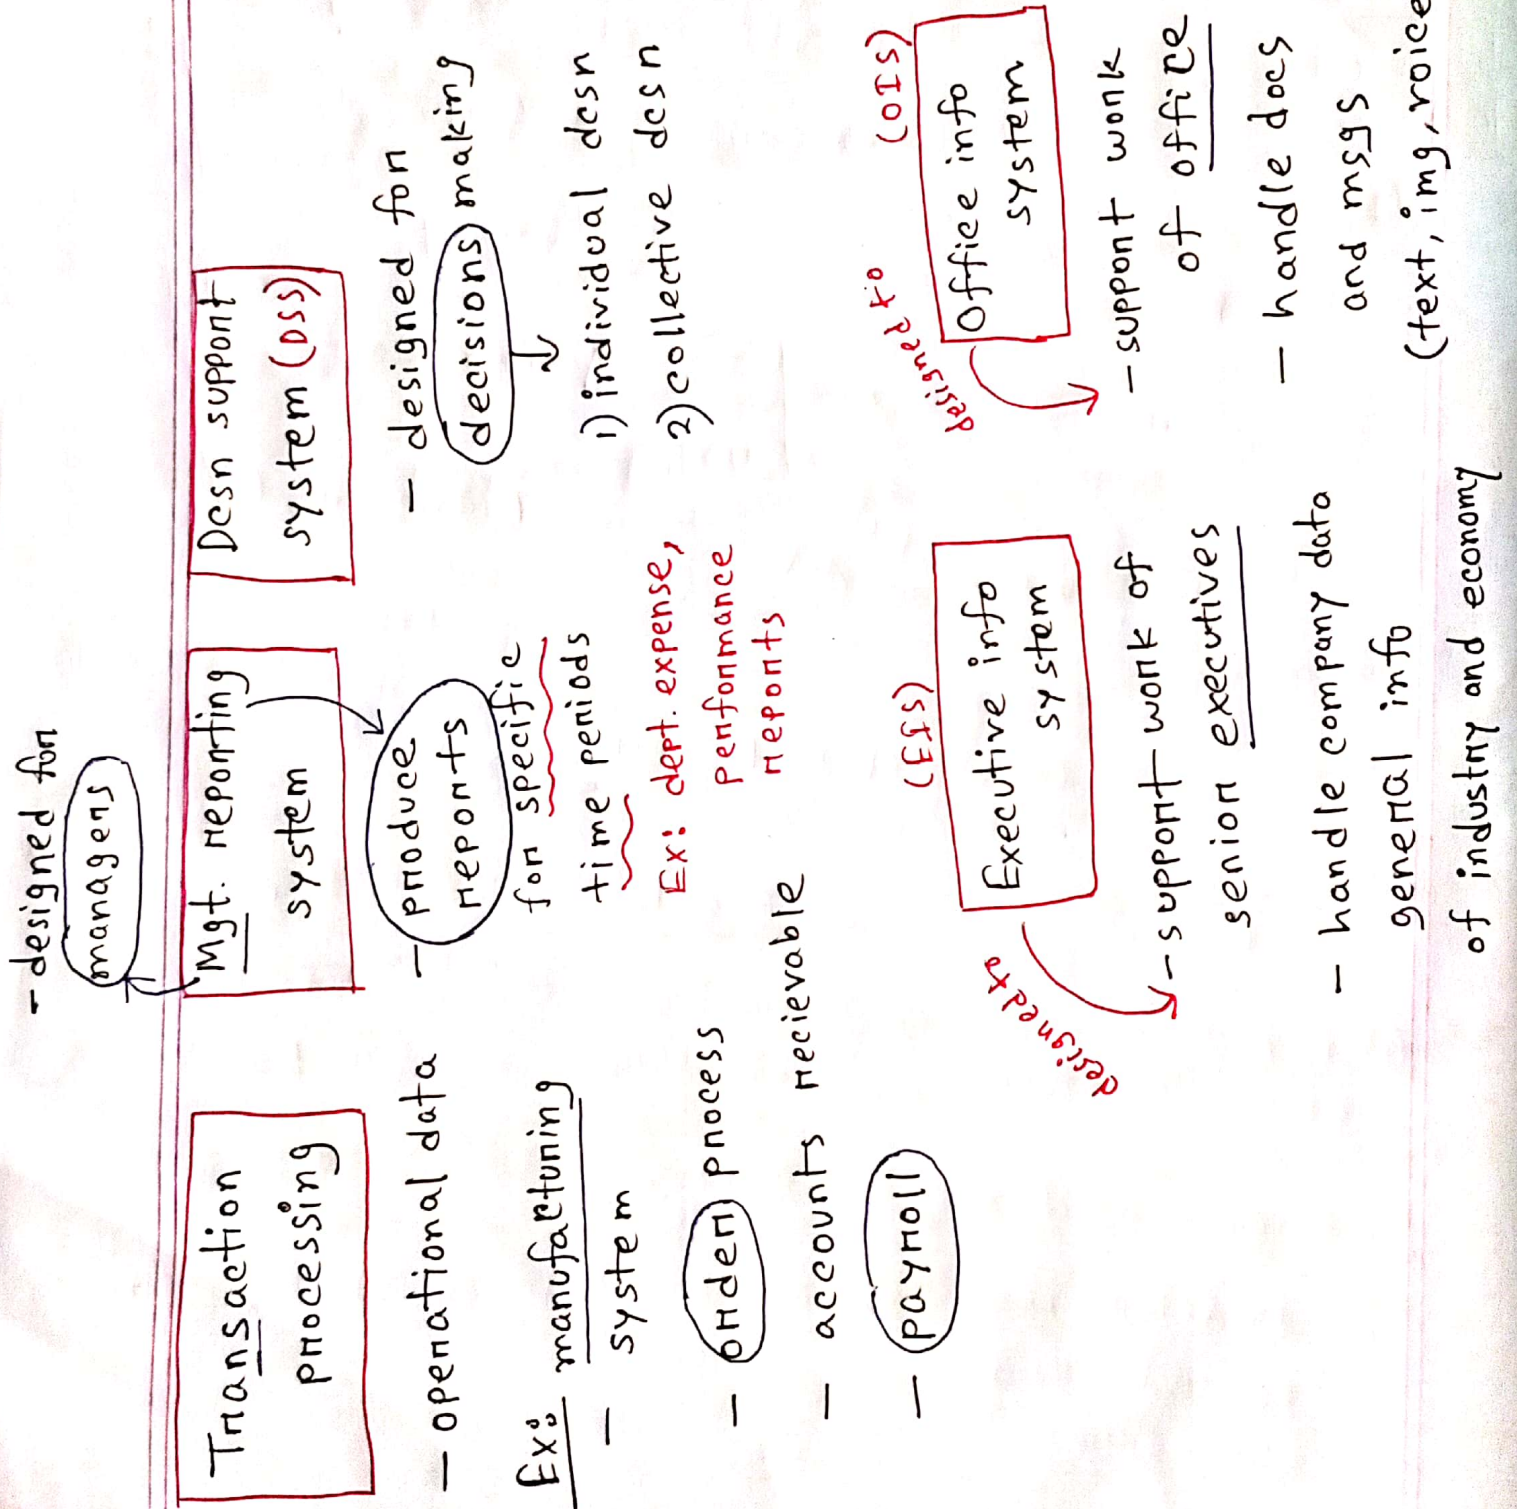 Transaction
processing
- operational data
Ex: manufacturing
- system
- order process
- accounts recievable
- payroll
- designed for
managers
Mgt. reporting
system
- produce
reports
for specific
time periods
Ex: dept. expense,
performance
reports
Dcsn support
system (DSS)
- designed for
decisions making
1) individual dcsn
2) collective dcsn
(EIS)
Executive info
system
designed to
- support work of
senior executives
- handle company data
general info
of industry and economy
(OIS)
Office info
system
designed to
- support work
of office
- handle docs
and msgs
(text, img, voice